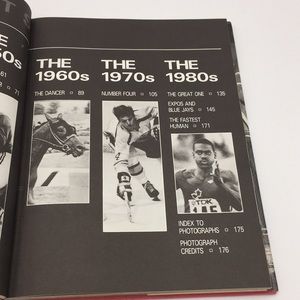 THE
1960s
THE DANCER □ 89
THE
1970s
NUMBER FOUR □ 105
THE
1980s
THE GREAT ONE □ 135
EXPOS AND
BLUE JAYS □ 145
THE FASTEST
HUMAN □ 171
TDK
INDEX TO
PHOTOGRAPHS □ 175
PHOTOGRAPH
CREDITS □ 176